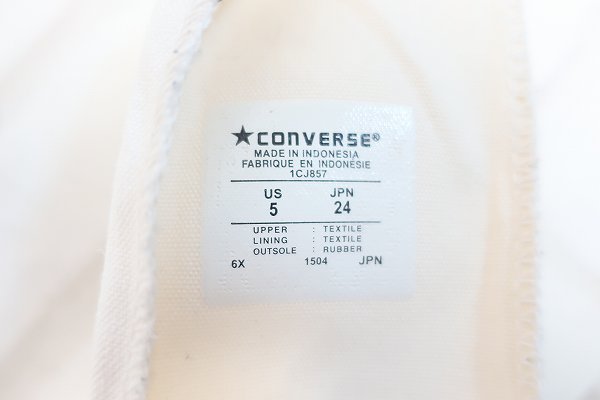 ★CONVERSE®
MADE IN INDONESIA
FABRIQUE EN INDONÉSIE
1CJ857
US JPN
5 24
UPPER : TEXTILE
LINING : TEXTILE
OUTSOLE : RUBBER
6X 1504 JPN